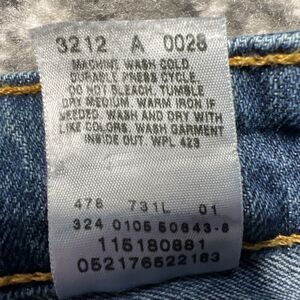 3212 A 0028
MACHINE WASH COLD
DURABLE PRESS CYCLE.
DO NOT BLEACH. TUMBLE
DRY MEDIUM. WARM IRON IF
NEEDED. WASH AND DRY WITH
LIKE COLORS. WASH GARMENT
INSIDE OUT. WPL 423
478 731L 01
324 0105 50643-8
115180881
052176522183